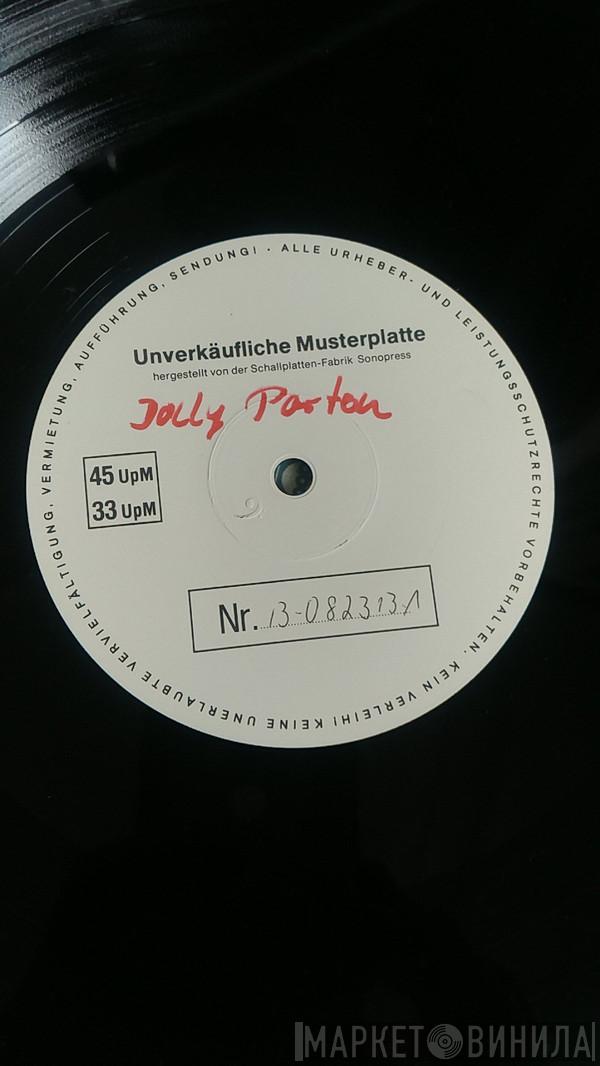 ALLE URHEBER- UND LEISTUNGSSCHUTZRECHTE VORBEHALTEN. KEIN VERLEIH! KEINE UNERLAUBTE VERVIELFÄLTIGUNG, VERMIETUNG, AUFFÜHRUNG, SENDUNG! ·
Unverkäufliche Musterplatte
hergestellt von der Schallplatten-Fabrik Sonopress
Dolly Parton
45 UpM
33 UpM
Nr. 13-082313.1
МАРКЕТ ВИНИЛА